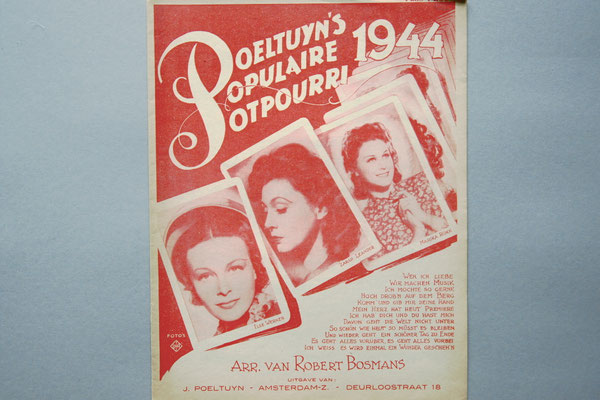 POELTUYN'S
POPULAIRE
POTPOURRI
1944
ILSE WERNER
ZARAH LEANDER
MARIKA RÖKK
WEN ICH LIEBE
WIR MACHEN MUSIK
ICH MÖCHTE SO GERNE
HOCH DROBEN AUF DEM BERG
KOMM UND GIB MIR DEINE HAND
MEIN HERZ HAT HEUT' PREMIERE
ICH HAB DICH UND DU HAST MICH
DAVON GEHT DIE WELT NICHT UNTER
SO SCHÖN WIE HEUT' DU MÜSST ES BLEIBEN
UND WIEDER GEHT EIN SCHÖNER TAG ZU ENDE
ES GEHT ALLES VORÜBER, ES GEHT ALLES VORBEI
ICH WEISS, ES WIRD EINMAL EIN WUNDER GESCHEH'N
FOTO'S
ARR. VAN ROBERT BOSMANS
UITGAVE VAN:
J. POELTUYN - AMSTERDAM-Z. - DEURLOOSTRAAT 18